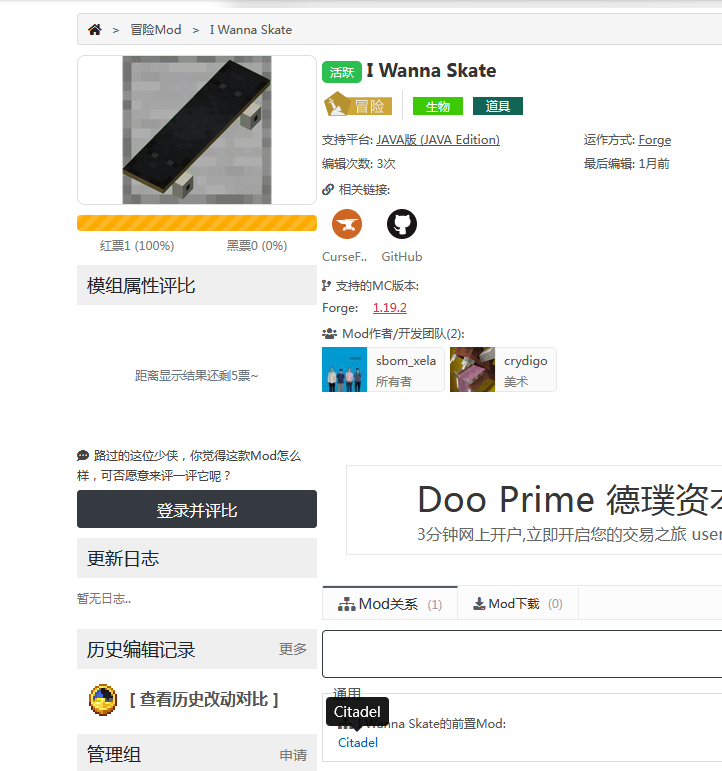 > 冒险Mod > I Wanna Skate
活跃 I Wanna Skate
冒险 生物 道具
支持平台: JAVA版 (JAVA Edition) 运作方式: Forge
编辑次数: 3次 最后编辑: 1月前
相关链接:
CurseF.. GitHub
支持的MC版本:
Forge: 1.19.2
Mod作者/开发团队(2):
sbom_xela
所有者
crydigo
美术
红票1 (100%) 黑票0 (0%)
模组属性评比
距离显示结果还剩5票~
路过的这位少侠，你觉得这款Mod怎么
样，可否愿意来评一评它呢？
登录并评比
更新日志
暂无日志..
历史编辑记录 更多
[ 查看历史改动对比 ]
管理组 申请
Doo Prime 德璞资本
3分钟网上开户,立即开启您的交易之旅 user
Mod关系 (1) Mod下载 (0)
通用
Citadel
Wanna Skate的前置Mod:
Citadel